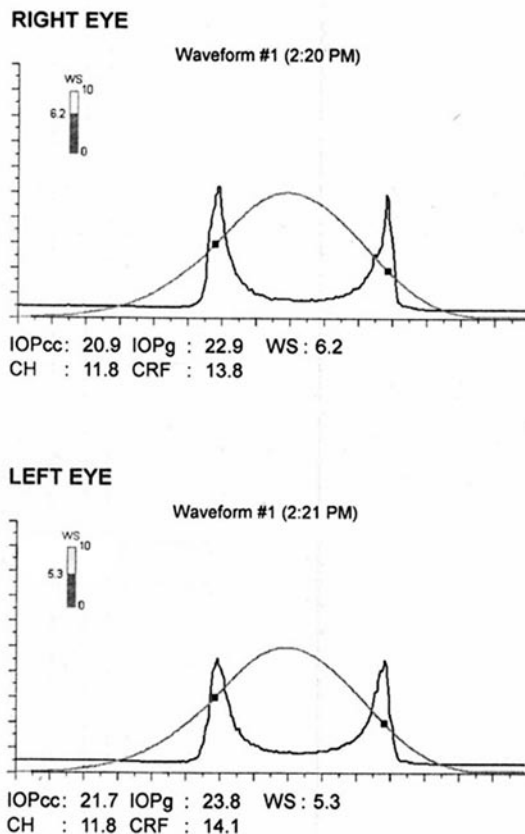 RIGHT EYE
Waveform #1 (2:20 PM)
WS
10
6.2
0
IOPcc: 20.9 IOPg : 22.9 WS : 6.2
CH : 11.8 CRF : 13.8
LEFT EYE
Waveform #1 (2:21 PM)
WS
10
5.3
0
IOPcc: 21.7 IOPg : 23.8 WS : 5.3
CH : 11.8 CRF : 14.1